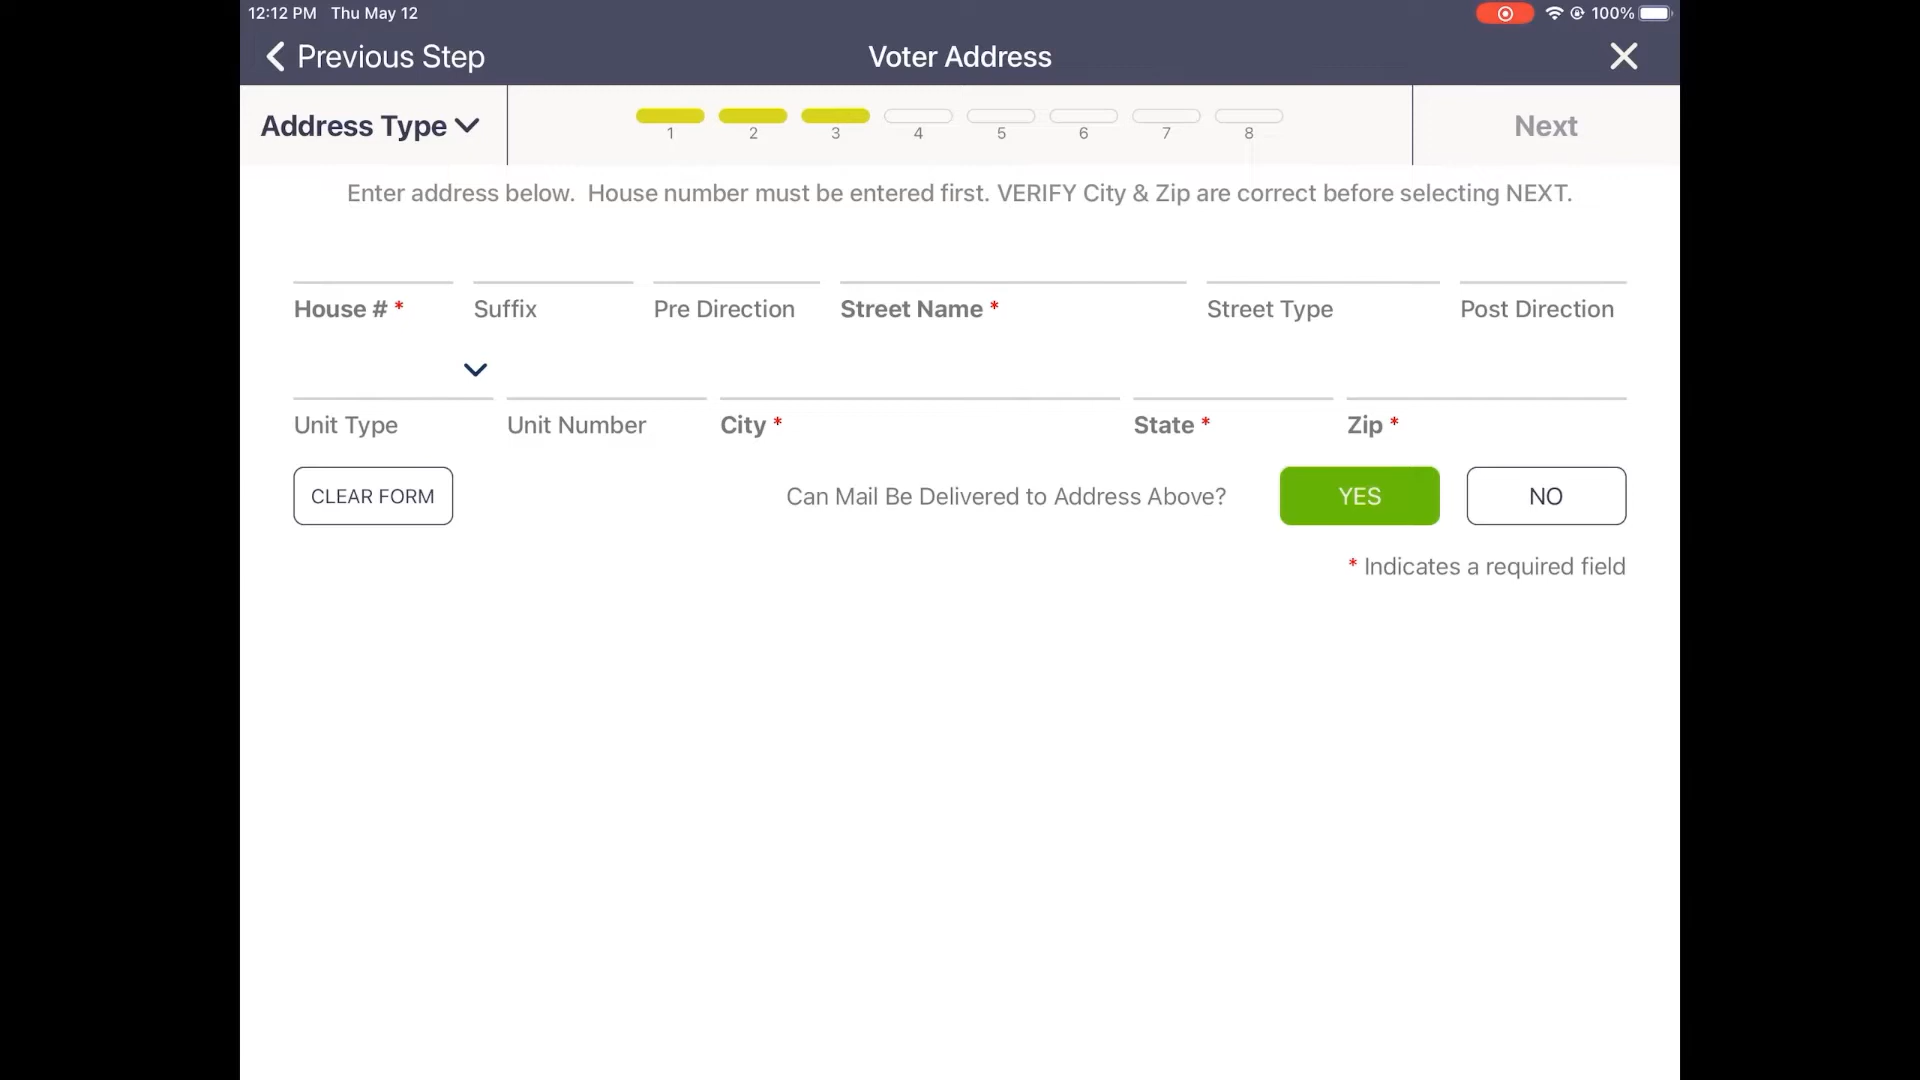 12:12 PM Thu May 12 100%
Previous Step Voter Address
Address Type 1 2 3 4 5 6 7 8 Next
Enter address below. House number must be entered first. VERIFY City & Zip are correct before selecting NEXT.
House # * Suffix Pre Direction Street Name * Street Type Post Direction
Unit Type Unit Number City * State * Zip *
CLEAR FORM Can Mail Be Delivered to Address Above? YES NO
* Indicates a required field